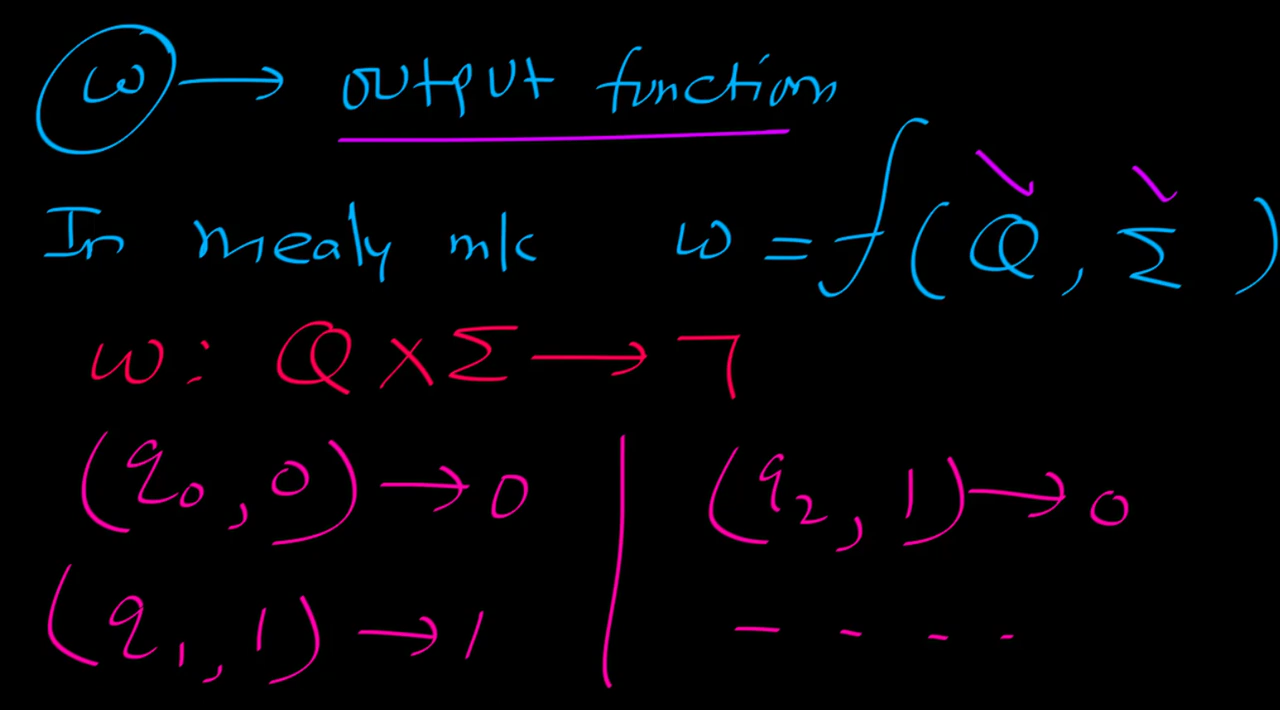 ω → output function
In mealy m/c ω = f(Q, Σ)
ω: Q × Σ → ㄱ
(q₀, 0) → 0 | (q₂, 1) → 0
(q₁, 1) → 1 | - - - -